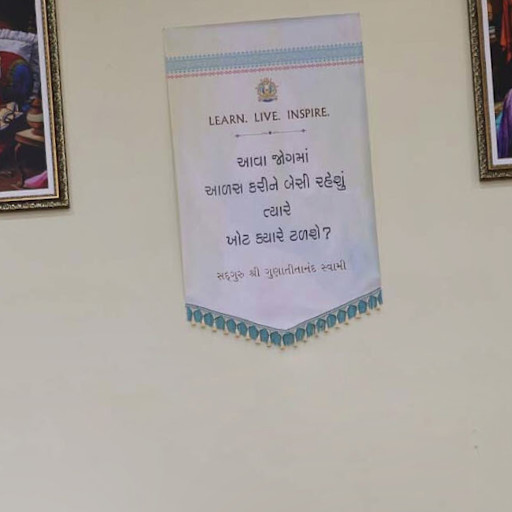 LEARN. LIVE. INSPIRE.
આવા જોગમાં
આળસ કરીને બેસી રહેશું
ત્યારે
ખોટ ક્યારે ટળશે?
સદ્‌ગુરુ શ્રી ગુણાતીતાનંદ સ્વામી